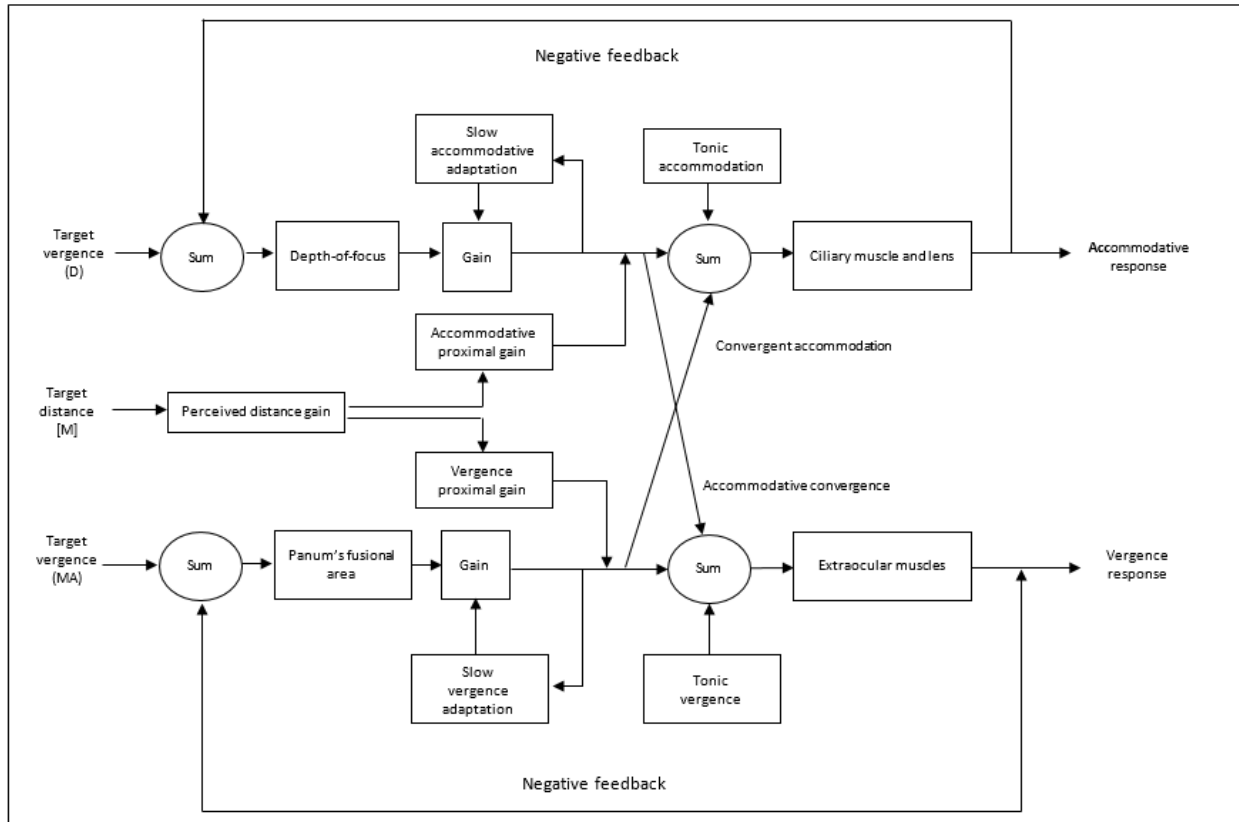 Negative feedback
Slow
accommodative
adaptation
Tonic
accommodation
Target
vergence
(D)
Sum
Depth-of-focus
Gain
Sum
Ciliary muscle and lens
Accommodative
response
Accommodative
proximal gain
Convergent accommodation
Target
distance
[M]
Perceived distance gain
Vergence
proximal gain
Accommodative convergence
Target
vergence
(MA)
Sum
Panum's fusional
area
Gain
Sum
Extraocular muscles
Vergence
response
Slow
vergence
adaptation
Tonic
vergence
Negative feedback